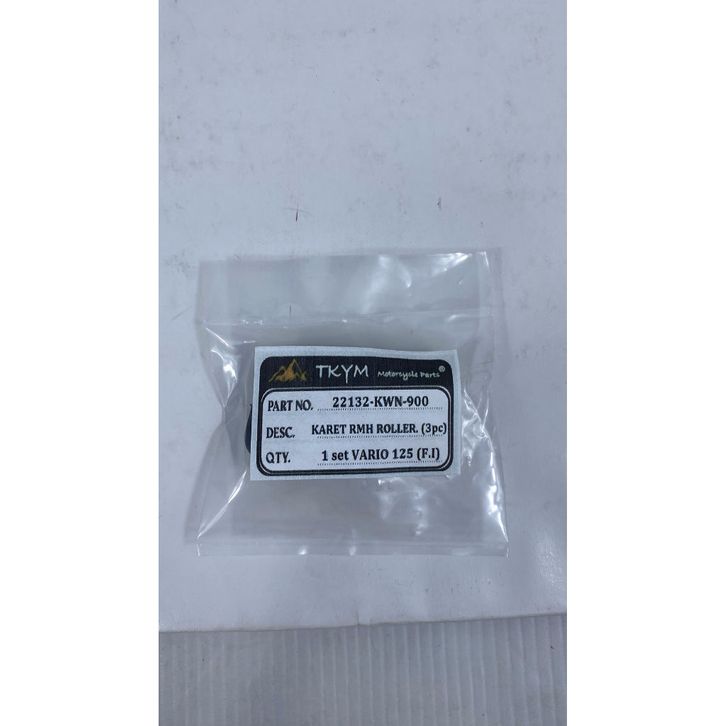 TKYM Motorcycle Parts®
PART NO. 22132-KWN-900
DESC. KARET RMH ROLLER. (3pc)
QTY. 1 set VARIO 125 (F.I)